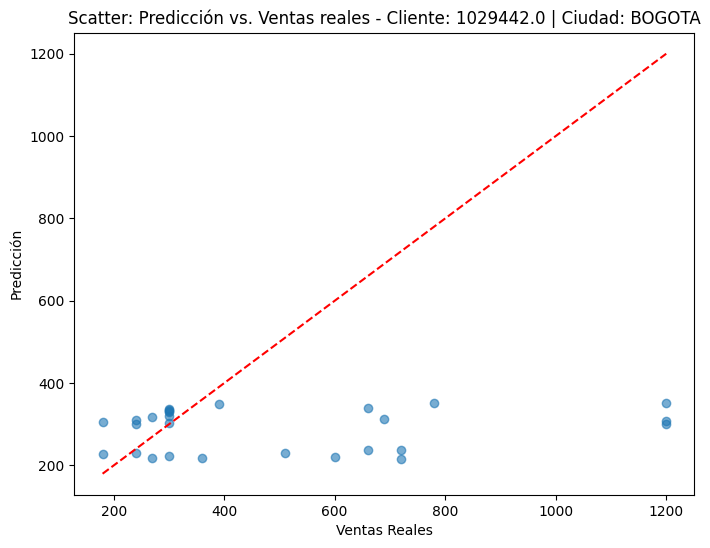 Scatter: Predicción vs. Ventas reales - Cliente: 1029442.0 | Ciudad: BOGOTA
1200
1000
800
600
400
200
Predicción
200 400 600 800 1000 1200
Ventas Reales